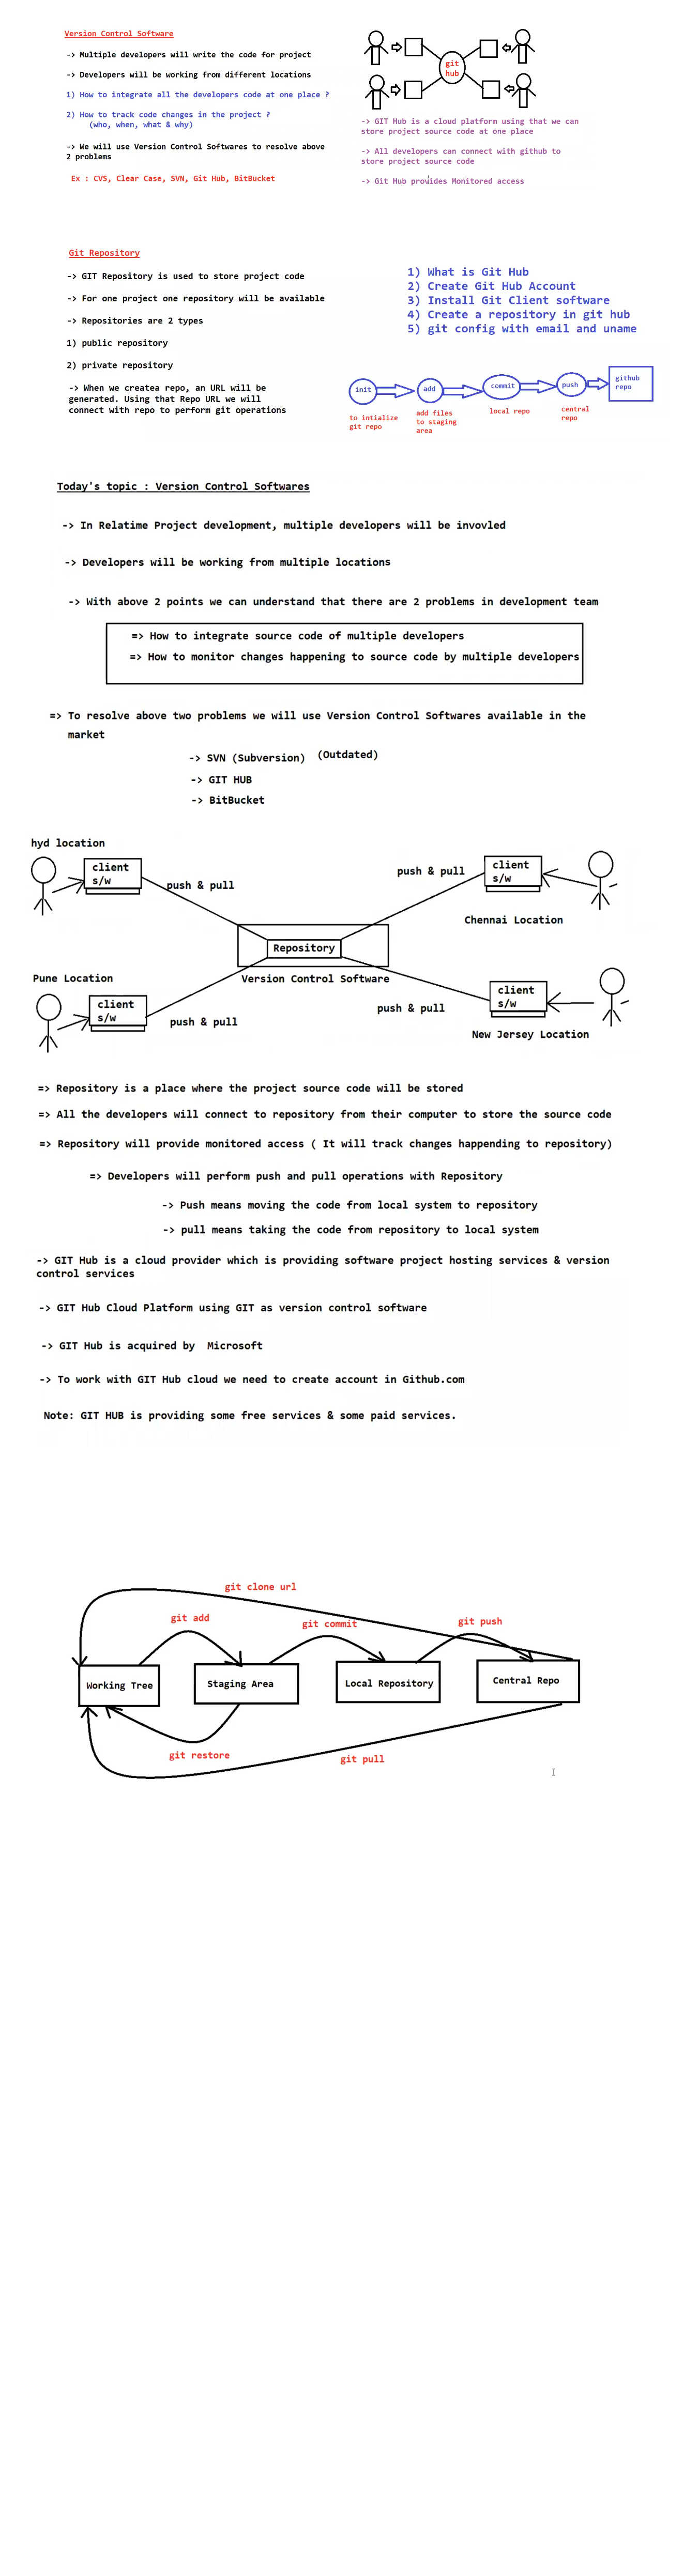 Version Control Software
-> Multiple developers will write the code for project
-> Developers will be working from different locations
1) How to integrate all the developers code at one place ?
2) How to track code changes in the project ?
(who, when, what & why)
-> We will use Version Control Softwares to resolve above
2 problems
Ex : CVS, Clear Case, SVN, Git Hub, BitBucket
git
hub
-> GIT Hub is a cloud platform using that we can
store project source code at one place
-> All developers can connect with github to
store project source code
-> Git Hub provides Monitored access
Git Repository
-> GIT Repository is used to store project code
-> For one project one repository will be available
-> Repositories are 2 types
1) public repository
2) private repository
-> When we createa repo, an URL will be
generated. Using that Repo URL we will
connect with repo to perform git operations
1) What is Git Hub
2) Create Git Hub Account
3) Install Git Client software
4) Create a repository in git hub
5) git config with email and uname
init
add
commit
push
github
repo
to intialize
git repo
add files
to staging
area
local repo
central
repo
Today's topic : Version Control Softwares
-> In Relatime Project development, multiple developers will be invovled
-> Developers will be working from multiple locations
-> With above 2 points we can understand that there are 2 problems in development team
=> How to integrate source code of multiple developers
=> How to monitor changes happening to source code by multiple developers
=> To resolve above two problems we will use Version Control Softwares available in the
market
-> SVN (Subversion) (Outdated)
-> GIT HUB
-> BitBucket
hyd location
client
s/w
push & pull
push & pull
client
s/w
Chennai Location
Repository
Version Control Software
Pune Location
client
s/w
push & pull
push & pull
client
s/w
New Jersey Location
=> Repository is a place where the project source code will be stored
=> All the developers will connect to repository from their computer to store the source code
=> Repository will provide monitored access ( It will track changes happending to repository)
=> Developers will perform push and pull operations with Repository
-> Push means moving the code from local system to repository
-> pull means taking the code from repository to local system
-> GIT Hub is a cloud provider which is providing software project hosting services & version
control services
-> GIT Hub Cloud Platform using GIT as version control software
-> GIT Hub is acquired by Microsoft
-> To work with GIT Hub cloud we need to create account in Github.com
Note: GIT HUB is providing some free services & some paid services.
git clone url
git add
git commit
git push
Working Tree
Staging Area
Local Repository
Central Repo
git restore
git pull